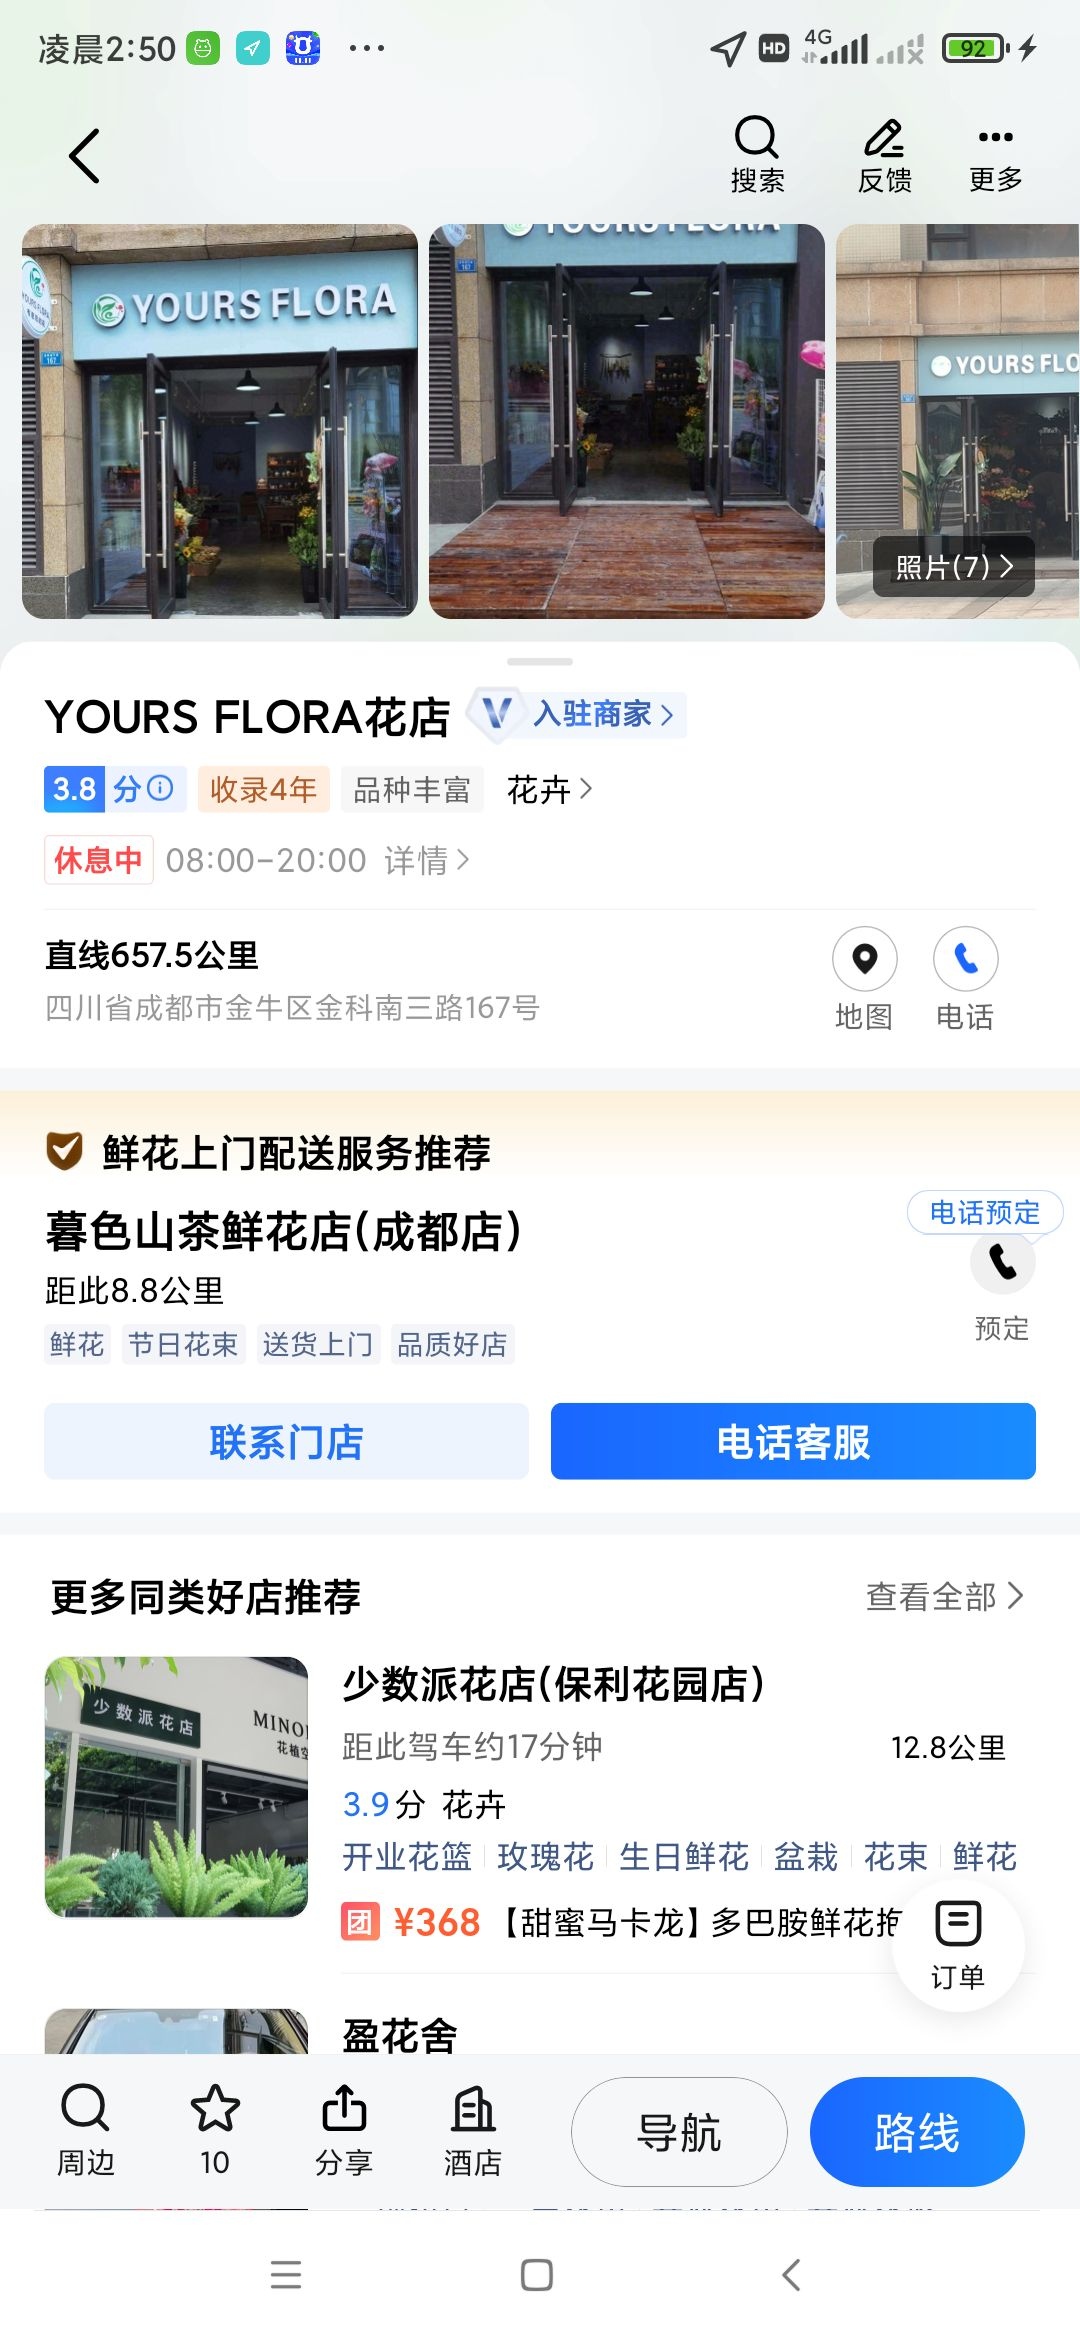 凌晨2:50
HD
4G
92
搜索
反馈
更多
YOURS FLORA
167
YOURS FLORA
167
YOURS FLO
照片(7)
YOURS FLORA花店
入驻商家
3.8分
收录4年
品种丰富
花卉
休息中
08:00-20:00
详情
直线657.5公里
四川省成都市金牛区金科南三路167号
地图
电话
鲜花上门配送服务推荐
暮色山茶鲜花店(成都店)
电话预定
距此8.8公里
预定
鲜花
节日花束
送货上门
品质好店
联系门店
电话客服
更多同类好店推荐
查看全部
少数派花店
MINO
花植空
少数派花店(保利花园店)
距此驾车约17分钟
12.8公里
3.9分 花卉
开业花篮
玫瑰花
生日鲜花
盆栽
花束
鲜花
团
¥368
【甜蜜马卡龙】多巴胺鲜花抱
订单
盈花舍
周边
10
分享
酒店
导航
路线